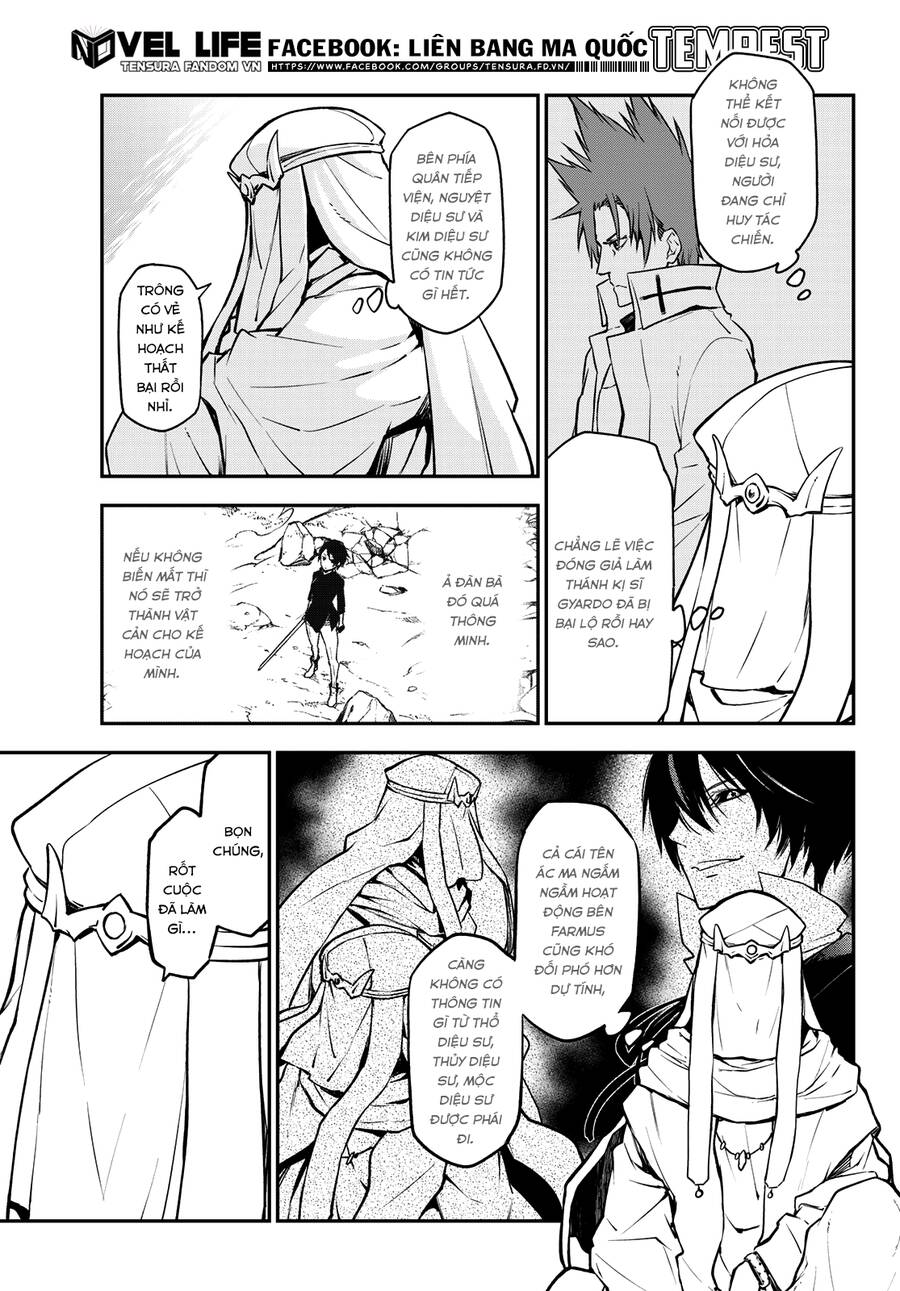 NOVEL LIFE
TENSURA FANDOM VN
FACEBOOK: LIÊN BANG MA QUỐC
HTTPS://WWW.FACEBOOK.COM/GROUPS/TENSURA.FD.VN/
TEMPEST
KHÔNG
THỂ KẾT
NỐI ĐƯỢC
VỚI HỎA
DIỆU SƯ,
NGƯỜI
ĐANG CHỈ
HUY TÁC
CHIẾN.
CHẲNG LẼ VIỆC
ĐÓNG GIẢ LÀM
THÁNH KỊ SĨ
GYARDO ĐÃ BỊ
BẠI LỘ RỒI HAY
SAO.
BÊN PHÍA
QUÂN TIẾP
VIỆN, NGUYỆT
DIỆU SƯ VÀ
KIM DIỆU SƯ
CŨNG KHÔNG
CÓ TIN TỨC
GÌ HẾT.
TRÔNG
CÓ VẺ
NHƯ KẾ
HOẠCH
THẤT
BẠI RỒI
NHỈ.
Ả ĐÀN BÀ
ĐÓ QUÁ
THÔNG
MINH.
NẾU KHÔNG
BIẾN MẤT THÌ
NÓ SẼ TRỞ
THÀNH VẬT
CẢN CHO KẾ
HOẠCH CỦA
MÌNH.
CẢ CÁI TÊN
ÁC MA NGẤM
NGẦM HOẠT
ĐỘNG BÊN
FARMUS
CŨNG KHÓ
ĐỐI PHÓ HƠN
DỰ TÍNH,
CÀNG
KHÔNG CÓ
THÔNG TIN
GÌ TỪ THỔ
DIỆU SƯ,
THỦY DIỆU
SƯ, MỘC
DIỆU SƯ
ĐƯỢC PHÁI
ĐI.
BỌN
CHÚNG,
RỐT
CUỘC
ĐÃ LÀM
GÌ...